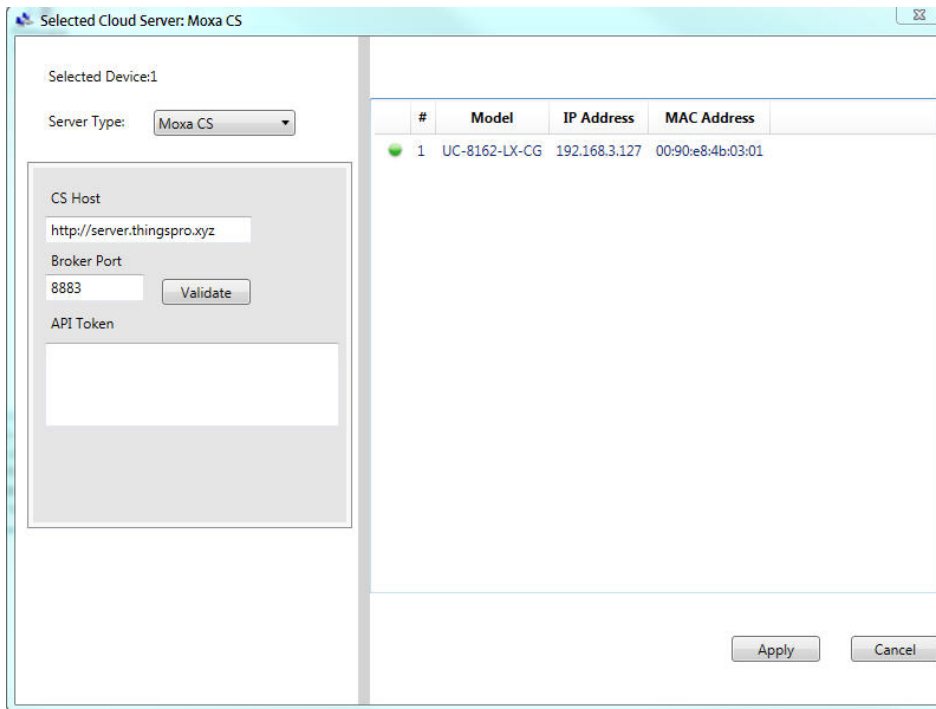 Selected Cloud Server: Moxa CS
Selected Device:1
Server Type:
Moxa CS
CS Host
http://server.thingspro.xyz
Broker Port
8883
Validate
API Token
# Model IP Address MAC Address
1 UC-8162-LX-CG 192.168.3.127 00:90:e8:4b:03:01
Apply
Cancel